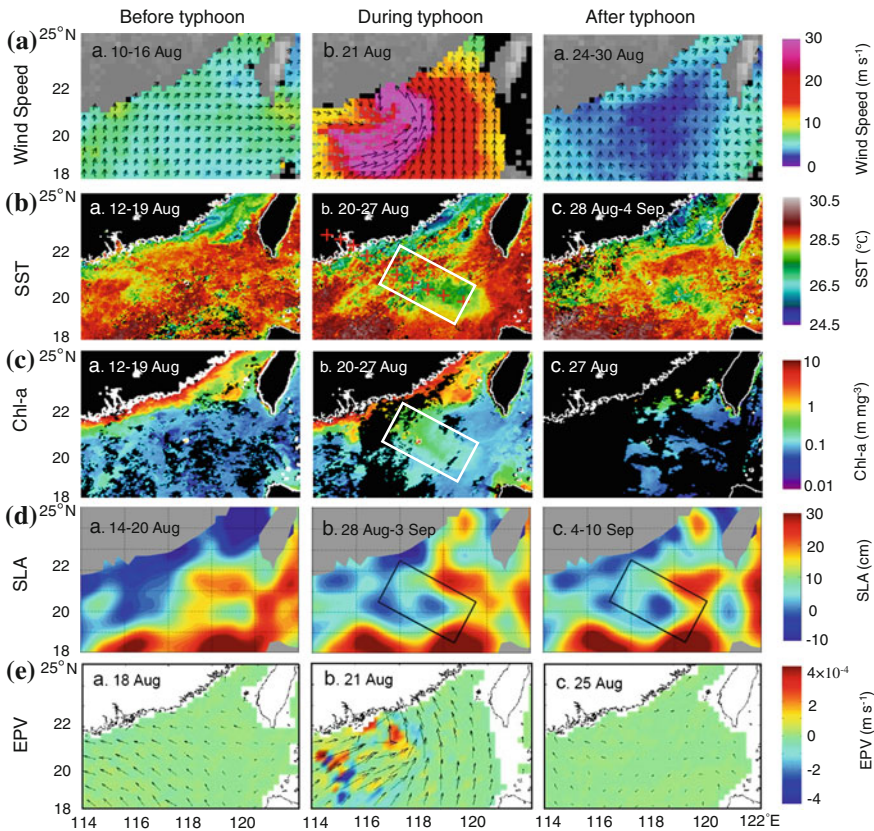 Before typhoon During typhoon After typhoon
(a) Wind Speed 25°N 22 20 18 a. 10-16 Aug b. 21 Aug a. 24-30 Aug 30 20 10 0 Wind Speed (m s-1)
(b) SST 25°N 22 20 18 a. 12-19 Aug b. 20-27 Aug c. 28 Aug-4 Sep 30.5 28.5 26.5 24.5 SST (°C)
(c) Chl-a 25°N 22 20 18 a. 12-19 Aug b. 20-27 Aug c. 27 Aug 10 1 0.1 0.01 Chl-a (m mg-3)
(d) SLA 25°N 22 20 18 a. 14-20 Aug b. 28 Aug-3 Sep c. 4-10 Sep 30 20 10 0 -10 SLA (cm)
(e) EPV 25°N 22 20 18 a. 18 Aug b. 21 Aug c. 25 Aug 4×10-4 2 0 -2 -4 EPV (m s-1)
114 116 118 120 114 116 118 120 114 116 118 120 122°E